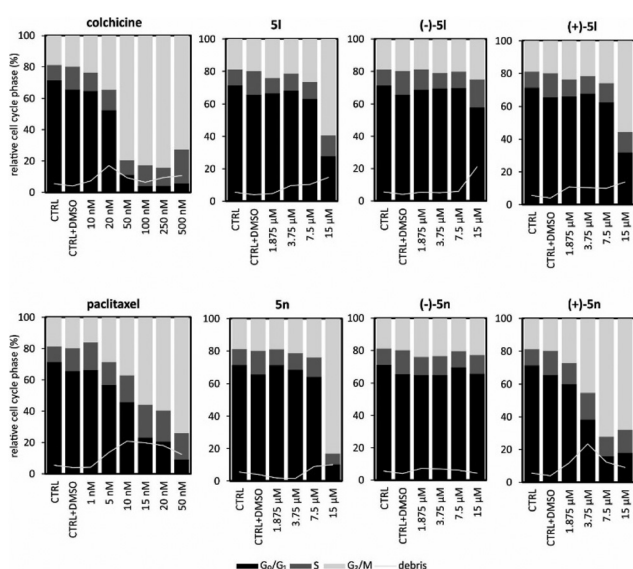 colchicine 5l (-)-5l (+)-5l
relative cell cycle phase (%)
100 100 100 100
80 80 80 80
60 60 60 60
40 40 40 40
20 20 20 20
0 0 0 0
CTRL CTRL+DMSO 10 nM 20 nM 50 nM 100 nM 250 nM 500 nM
CTRL CTRL+DMSO 1.875 µM 3.75 µM 7.5 µM 15 µM
CTRL CTRL+DMSO 1.875 µM 3.75 µM 7.5 µM 15 µM
CTRL CTRL+DMSO 1.875 µM 3.75 µM 7.5 µM 15 µM
paclitaxel 5n (-)-5n (+)-5n
relative cell cycle phase (%)
100 100 100 100
80 80 80 80
60 60 60 60
40 40 40 40
20 20 20 20
0 0 0 0
CTRL CTRL+DMSO 1 nM 5 nM 10 nM 15 nM 20 nM 50 nM
CTRL CTRL+DMSO 1.875 µM 3.75 µM 7.5 µM 15 µM
CTRL CTRL+DMSO 1.875 µM 3.75 µM 7.5 µM 15 µM
CTRL CTRL+DMSO 1.875 µM 3.75 µM 7.5 µM 15 µM
G₀/G₁ S G₂/M debris